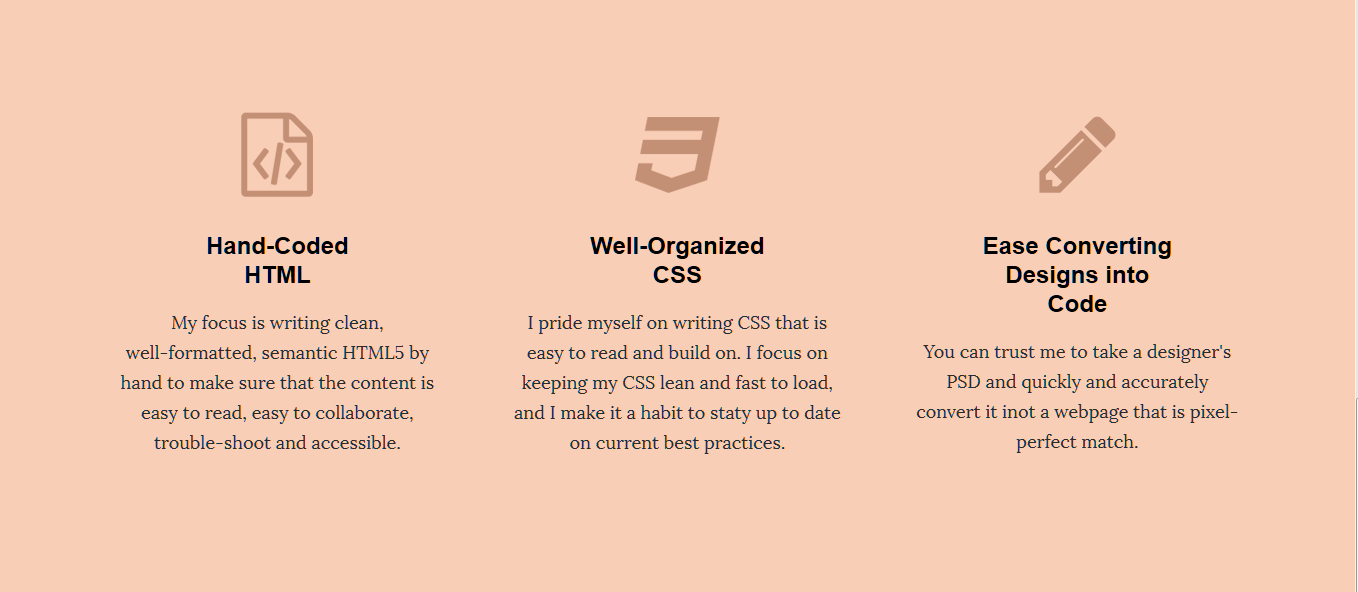 Hand-Coded
HTML
My focus is writing clean,
well-formatted, semantic HTML5 by
hand to make sure that the content is
easy to read, easy to collaborate,
trouble-shoot and accessible.
Well-Organized
CSS
I pride myself on writing CSS that is
easy to read and build on. I focus on
keeping my CSS lean and fast to load,
and I make it a habit to staty up to date
on current best practices.
Ease Converting
Designs into
Code
You can trust me to take a designer's
PSD and quickly and accurately
convert it inot a webpage that is pixel-
perfect match.